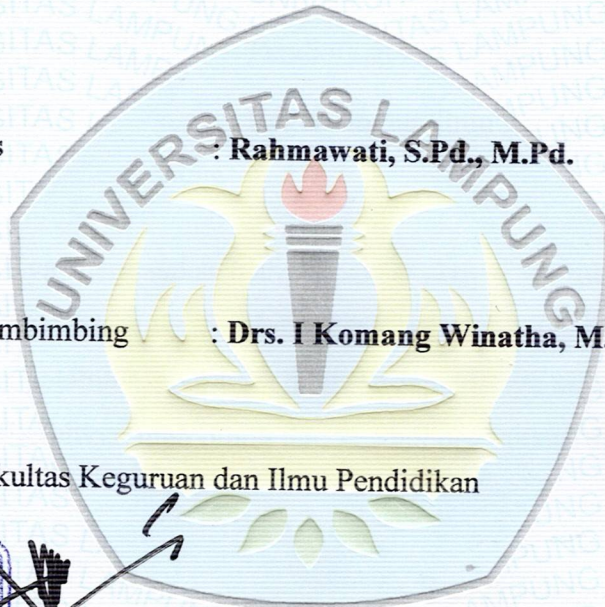 UNIVERSITAS LAMPUNG
: Rahmawati, S.Pd., M.Pd.
mbimbing : Drs. I Komang Winatha, M.
kultas Keguruan dan Ilmu Pendidikan